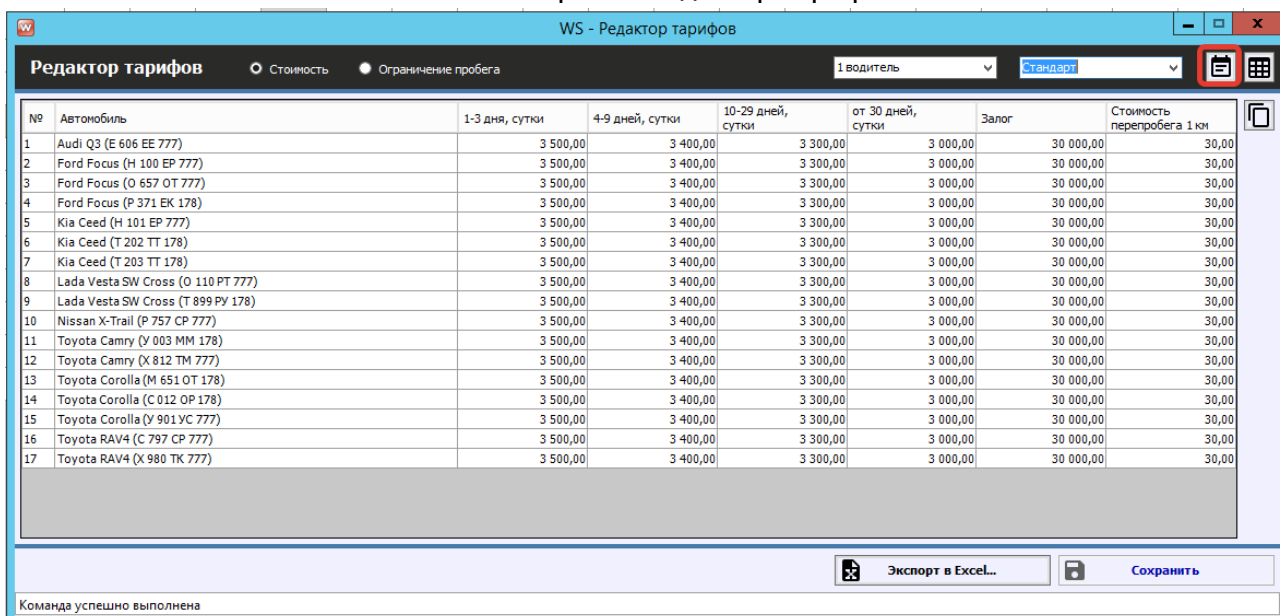 WS - Редактор тарифов
Редактор тарифов Стоимость Ограничение пробега 1 водитель Стандарт
№ Автомобиль 1-3 дня, сутки 4-9 дней, сутки 10-29 дней, сутки от 30 дней, сутки Залог Стоимость перепробега 1 км
1 Audi Q3 (Е 606 ЕЕ 777) 3 500,00 3 400,00 3 300,00 3 000,00 30 000,00 30,00
2 Ford Focus (Н 100 ЕР 777) 3 500,00 3 400,00 3 300,00 3 000,00 30 000,00 30,00
3 Ford Focus (О 657 ОТ 777) 3 500,00 3 400,00 3 300,00 3 000,00 30 000,00 30,00
4 Ford Focus (Р 371 ЕК 178) 3 500,00 3 400,00 3 300,00 3 000,00 30 000,00 30,00
5 Kia Ceed (Н 101 ЕР 777) 3 500,00 3 400,00 3 300,00 3 000,00 30 000,00 30,00
6 Kia Ceed (Т 202 ТТ 178) 3 500,00 3 400,00 3 300,00 3 000,00 30 000,00 30,00
7 Kia Ceed (Т 203 ТТ 178) 3 500,00 3 400,00 3 300,00 3 000,00 30 000,00 30,00
8 Lada Vesta SW Cross (О 110 РТ 777) 3 500,00 3 400,00 3 300,00 3 000,00 30 000,00 30,00
9 Lada Vesta SW Cross (Т 899 РУ 178) 3 500,00 3 400,00 3 300,00 3 000,00 30 000,00 30,00
10 Nissan X-Trail (Р 757 СР 777) 3 500,00 3 400,00 3 300,00 3 000,00 30 000,00 30,00
11 Toyota Camry (У 003 ММ 178) 3 500,00 3 400,00 3 300,00 3 000,00 30 000,00 30,00
12 Toyota Camry (Х 812 ТМ 777) 3 500,00 3 400,00 3 300,00 3 000,00 30 000,00 30,00
13 Toyota Corolla (М 651 ОТ 178) 3 500,00 3 400,00 3 300,00 3 000,00 30 000,00 30,00
14 Toyota Corolla (С 012 ОР 178) 3 500,00 3 400,00 3 300,00 3 000,00 30 000,00 30,00
15 Toyota Corolla (У 901 УС 777) 3 500,00 3 400,00 3 300,00 3 000,00 30 000,00 30,00
16 Toyota RAV4 (С 797 СР 777) 3 500,00 3 400,00 3 300,00 3 000,00 30 000,00 30,00
17 Toyota RAV4 (Х 980 ТК 777) 3 500,00 3 400,00 3 300,00 3 000,00 30 000,00 30,00
Экспорт в Excel... Сохранить
Команда успешно выполнена